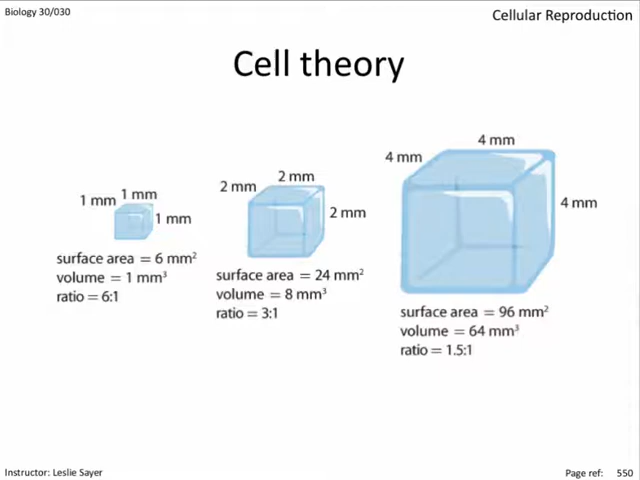 Biology 30/030
Cellular Reproduction
Cell theory
1 mm
1 mm
1 mm
surface area = 6 mm²
volume = 1 mm³
ratio = 6:1
2 mm
2 mm
2 mm
surface area = 24 mm²
volume = 8 mm³
ratio = 3:1
4 mm
4 mm
4 mm
surface area = 96 mm²
volume = 64 mm³
ratio = 1.5:1
Instructor: Leslie Sayer
Page ref: 550